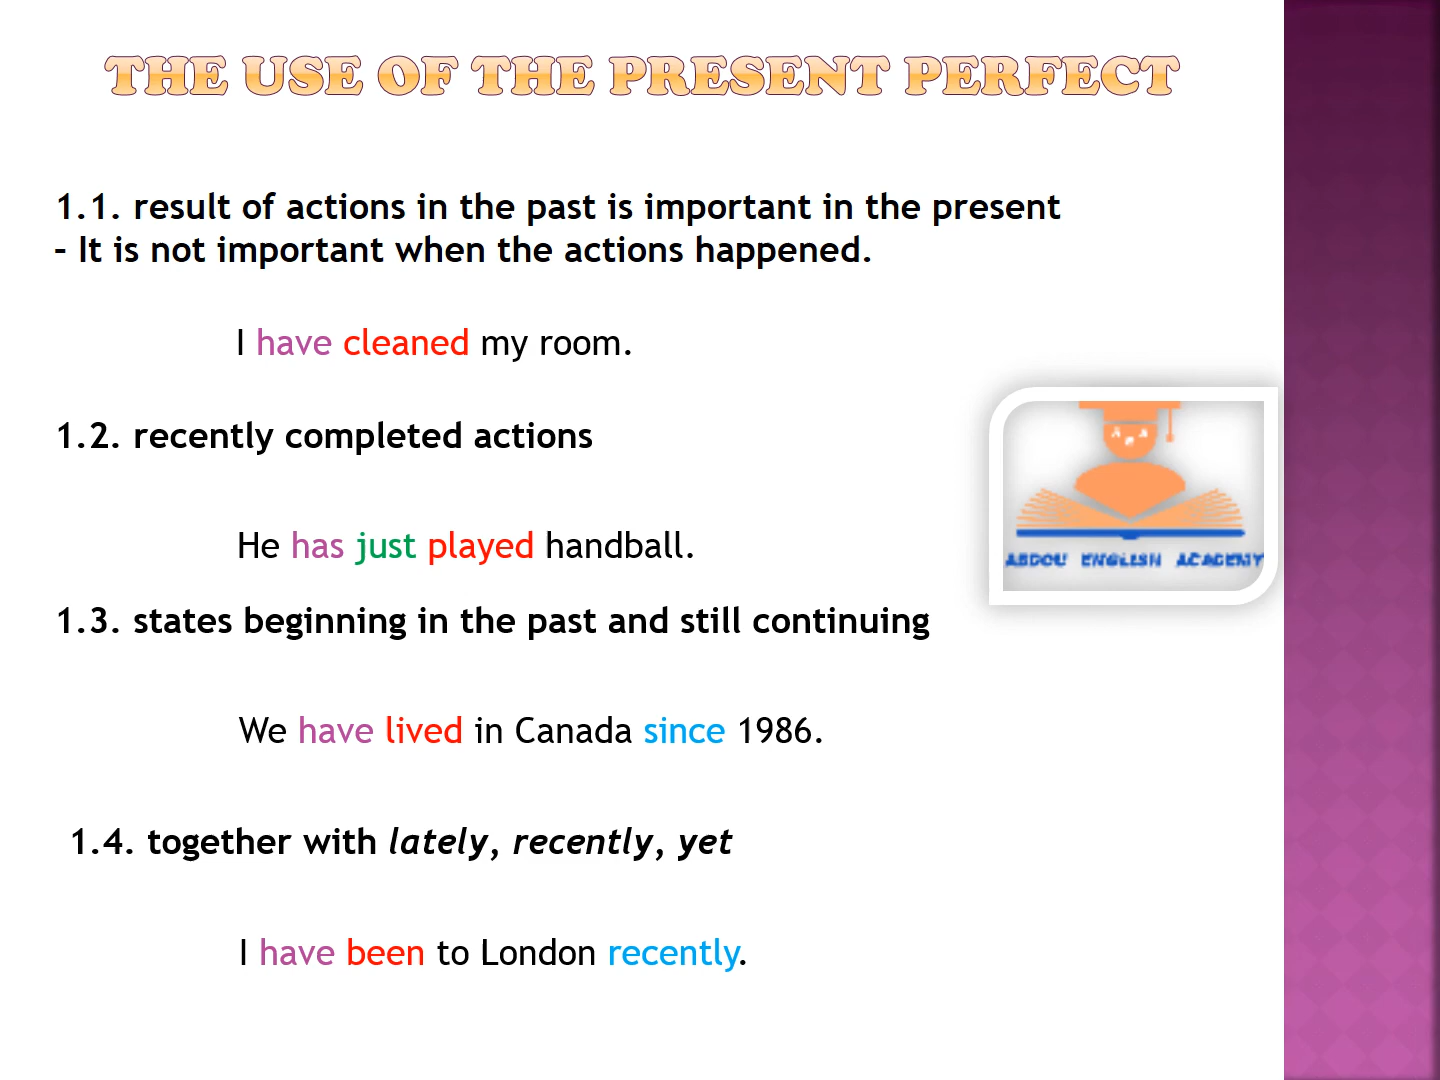 THE USE OF THE PRESENT PERFECT
1.1. result of actions in the past is important in the present
– It is not important when the actions happened.
I have cleaned my room.
1.2. recently completed actions
He has just played handball.
ABDOU ENGLISH ACADEMY
1.3. states beginning in the past and still continuing
We have lived in Canada since 1986.
1.4. together with lately, recently, yet
I have been to London recently.